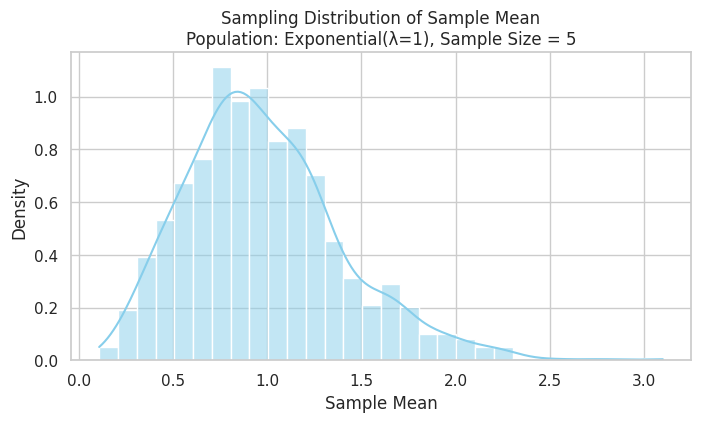 Sampling Distribution of Sample Mean
Population: Exponential(λ=1), Sample Size = 5
Density
1.0
0.8
0.6
0.4
0.2
0.0
0.0 0.5 1.0 1.5 2.0 2.5 3.0
Sample Mean